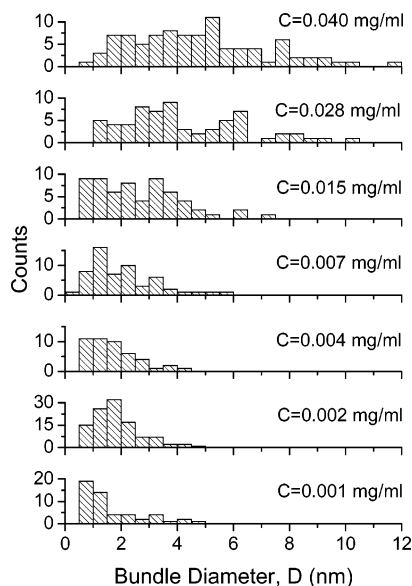 C=0.040 mg/ml
10
5
0
C=0.028 mg/ml
10
5
0
C=0.015 mg/ml
10
5
0
Counts
C=0.007 mg/ml
10
0
C=0.004 mg/ml
10
0
C=0.002 mg/ml
30
15
0
C=0.001 mg/ml
20
10
0
0 2 4 6 8 10 12
Bundle Diameter, D (nm)